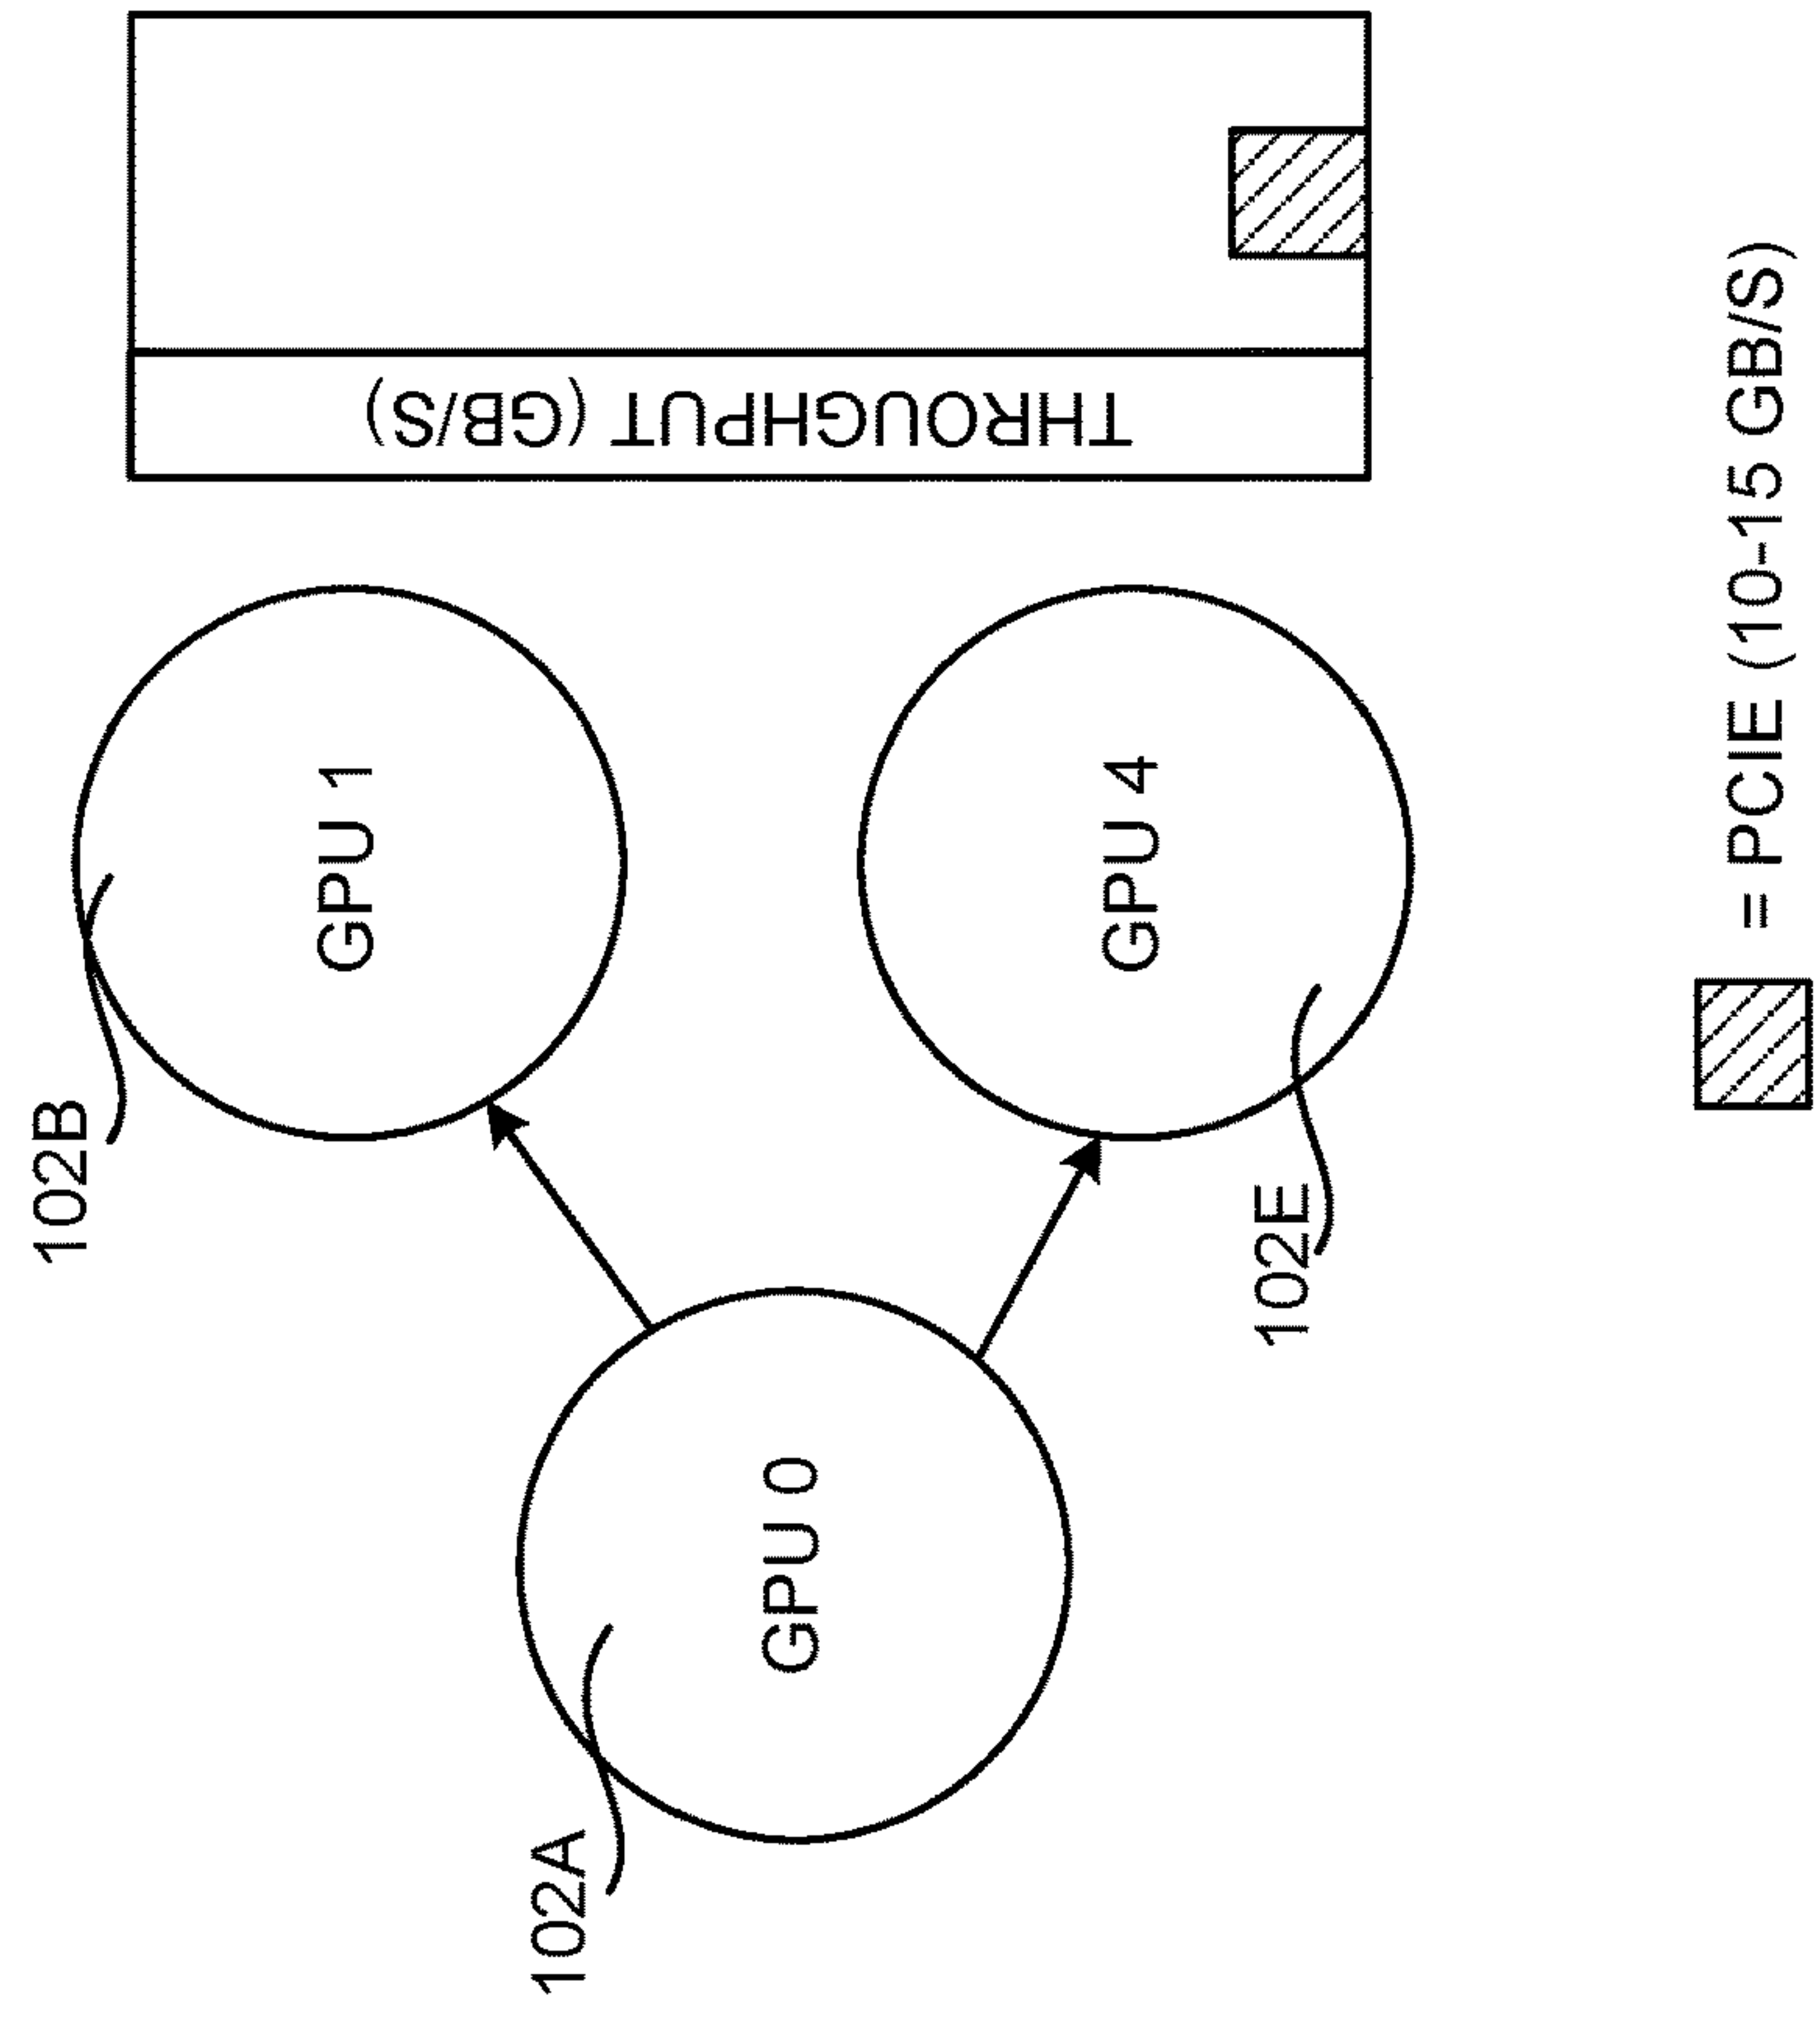 102B
GPU 1
102A
GPU 0
GPU 4
102E
THROUGHPUT (GB/S)
= PCIE (10-15 GB/S)